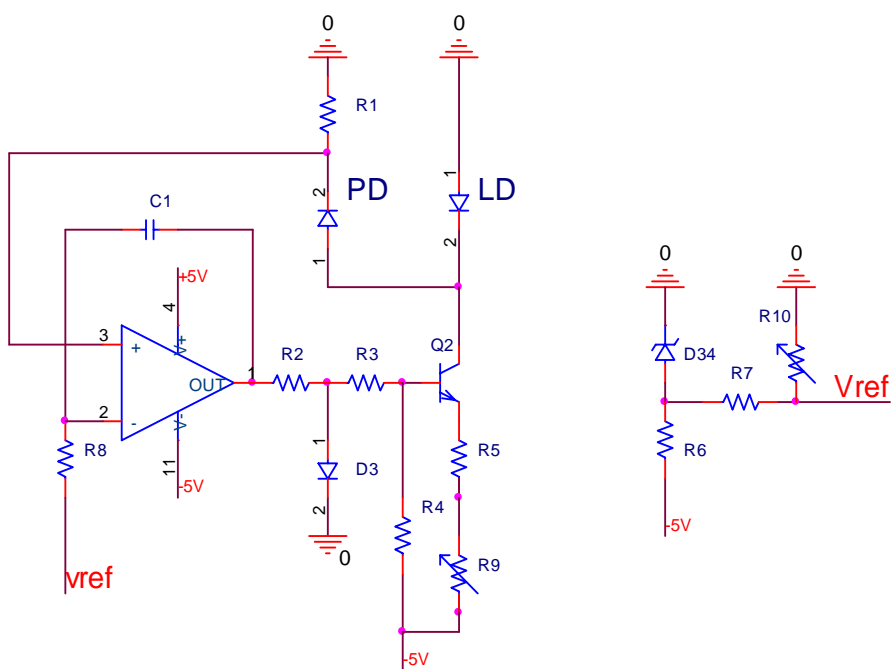 0
0
R1
PD
LD
2
1
1
2
C1
+5V
4
V+
3
+
OUT
1
2
-
V-
11
-5V
R8
vref
R2
R3
Q2
1
D3
2
0
R4
R5
R9
-5V
0
0
R10
D34
R7
Vref
R6
-5V